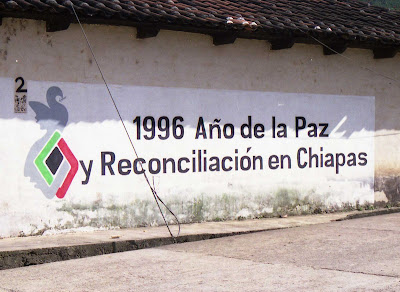 2
1996 Año de la Paz
y Reconciliación en Chiapas